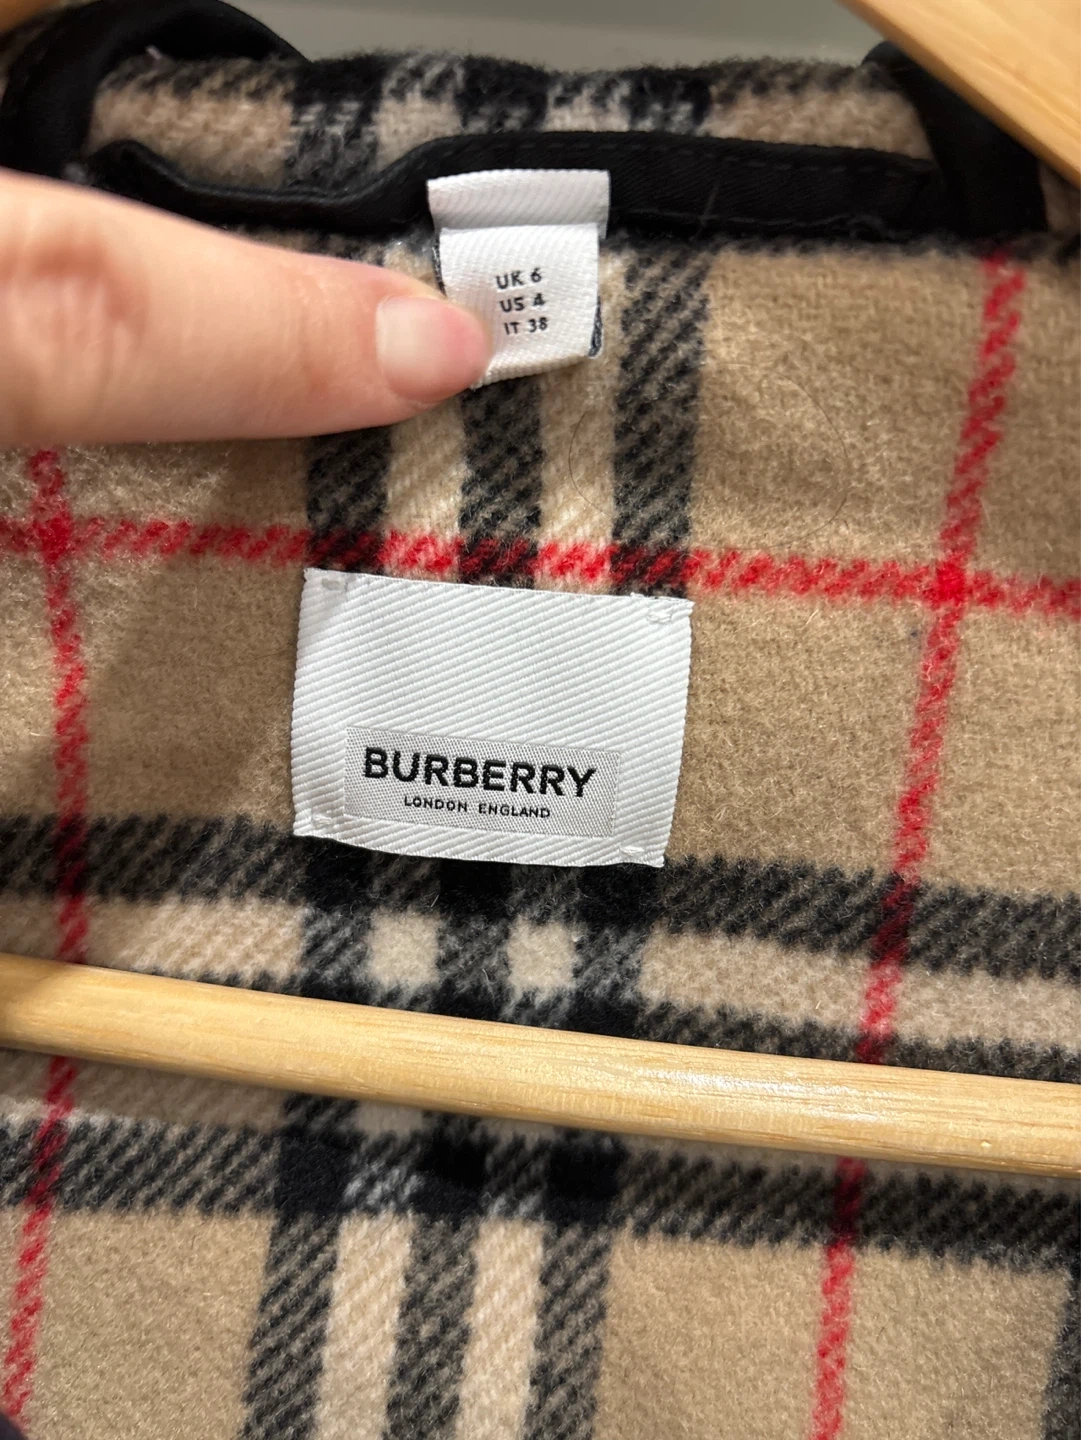 UK 6
US 4
IT 38
BURBERRY
LONDON ENGLAND